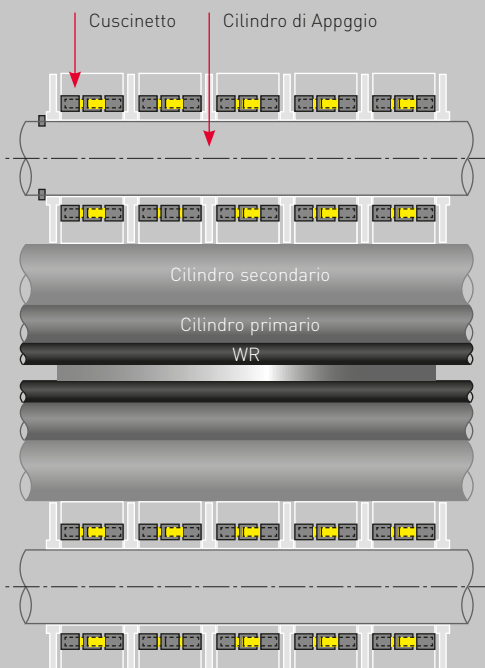 Cuscinetto
Cilindro di Appggio
Cilindro secondario
Cilindro primario
WR